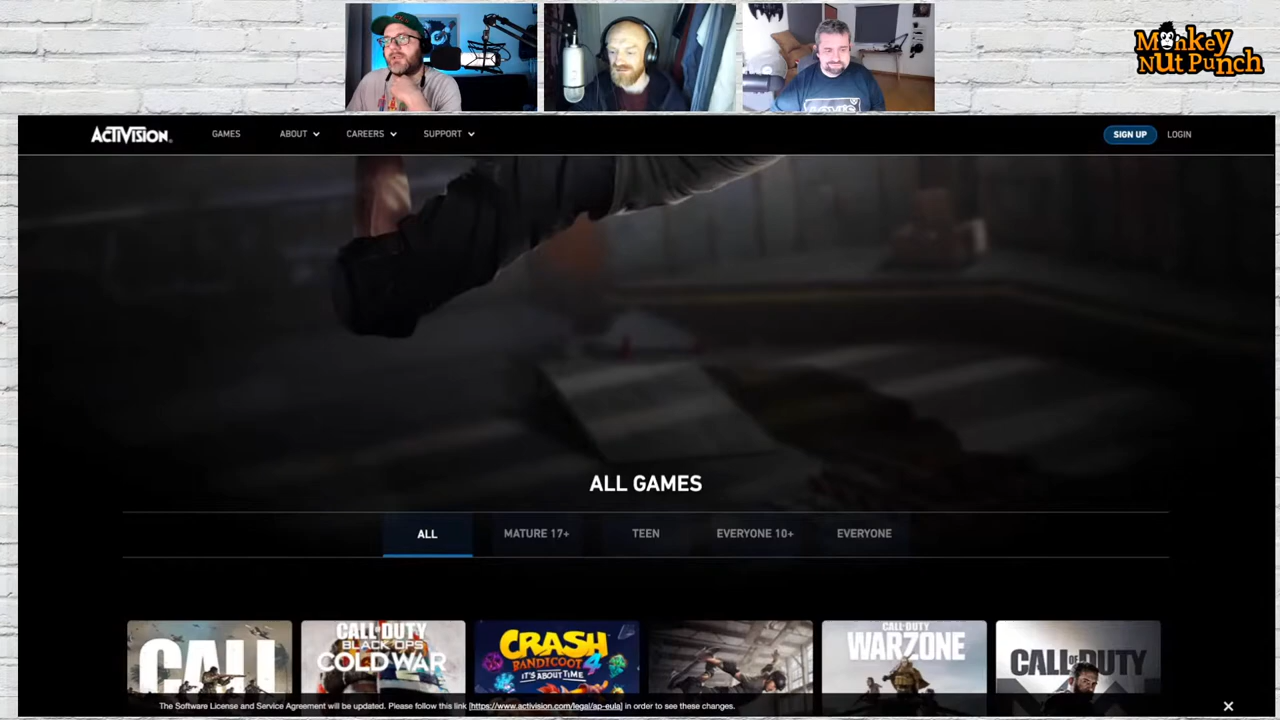 Monkey
Nut Punch
ACTIVISION
GAMES
ABOUT
CAREERS
SUPPORT
SIGN UP
LOGIN
ALL GAMES
ALL
MATURE 17+
TEEN
EVERYONE 10+
EVERYONE
CALL
CALL OF DUTY
BLACK OPS
COLD WAR
CRASH
BANDICOOT 4
IT'S ABOUT TIME
CALL OF DUTY
WARZONE
CALL OF DUTY
The Software License and Service Agreement will be updated. Please follow this link [https://www.activision.com/legal/ap-eula] in order to see these changes.